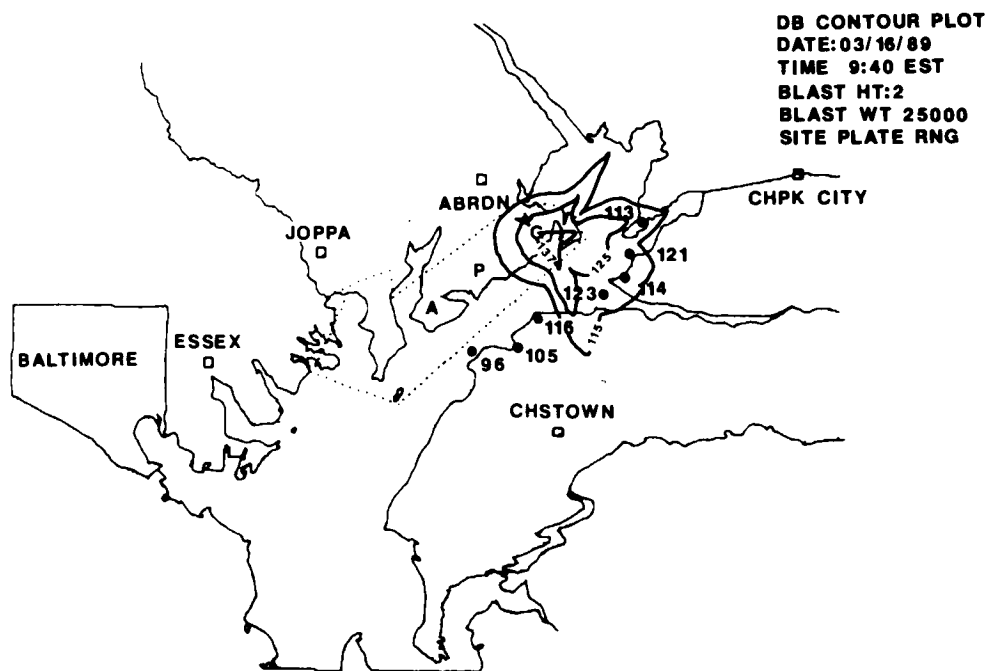 DB CONTOUR PLOT
DATE:03/16/89
TIME 9:40 EST
BLAST HT:2
BLAST WT 25000
SITE PLATE RNG
CHPK CITY
ABRDN
113
JOPPA
G
137
125
121
P
114
A
123
116
115
ESSEX
BALTIMORE
96
105
CHSTOWN